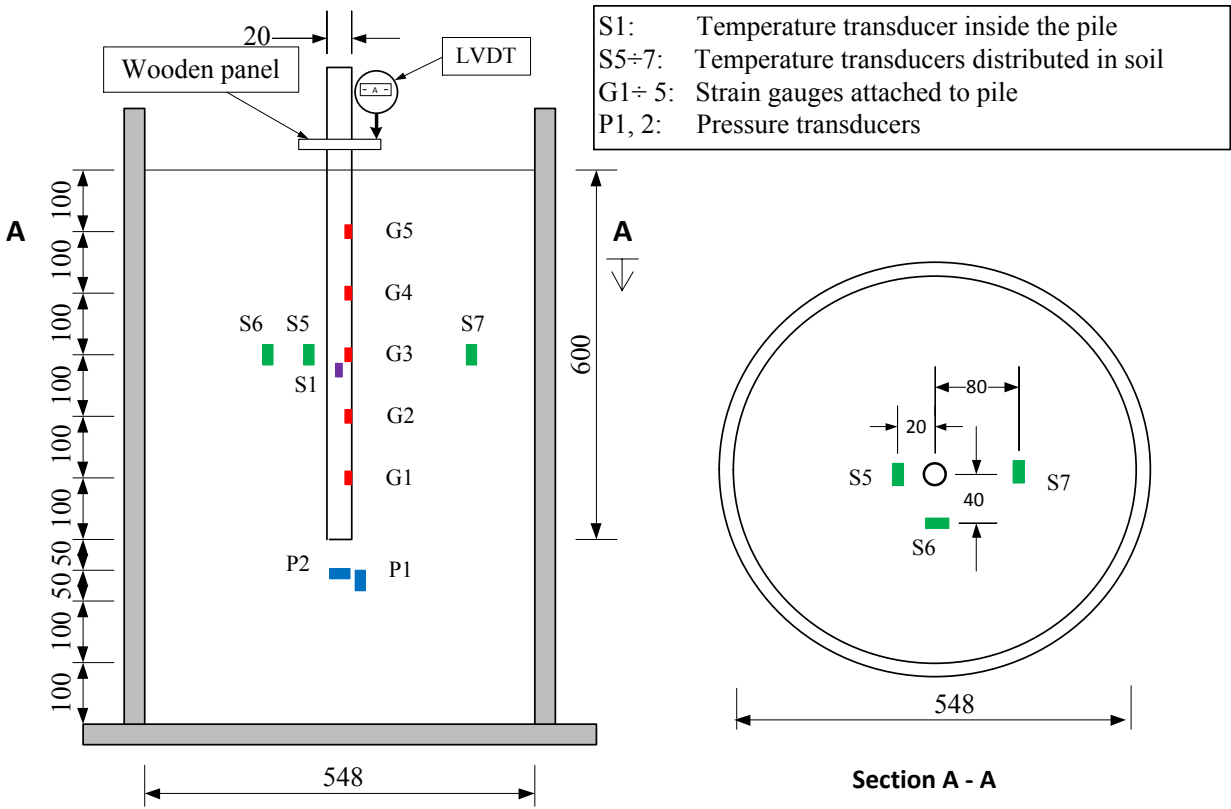 20
Wooden panel
LVDT
- A -
S1: Temperature transducer inside the pile
S5÷7: Temperature transducers distributed in soil
G1÷ 5: Strain gauges attached to pile
P1, 2: Pressure transducers
A
A
100
100
100
100
100
100
50
50
100
100
G5
G4
S6
S5
G3
S7
S1
G2
G1
P2
P1
600
548
80
20
S5
S7
40
S6
548
Section A - A